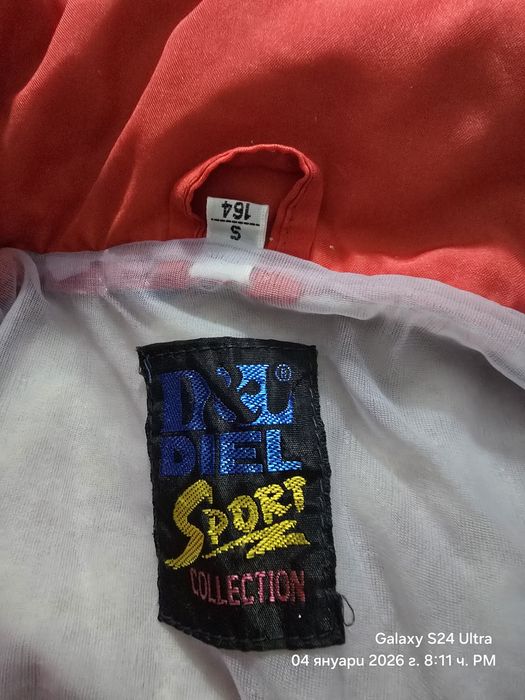 164
S
D&L®
DIEL
SPORT
COLLECTION
Galaxy S24 Ultra
04 януари 2026 г. 8:11 ч. PM